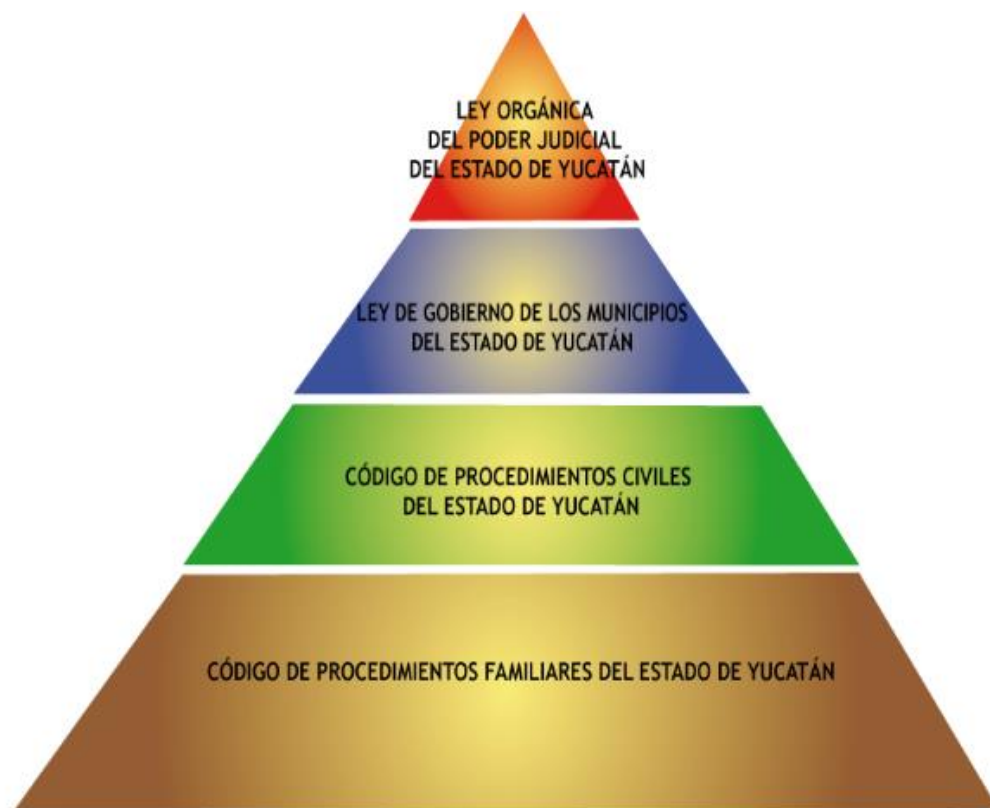 LEY ORGÁNICA
DEL PODER JUDICIAL
DEL ESTADO DE YUCATÁN
LEY DE GOBIERNO DE LOS MUNICIPIOS
DEL ESTADO DE YUCATÁN
CÓDIGO DE PROCEDIMIENTOS CIVILES
DEL ESTADO DE YUCATÁN
CÓDIGO DE PROCEDIMIENTOS FAMILIARES DEL ESTADO DE YUCATÁN